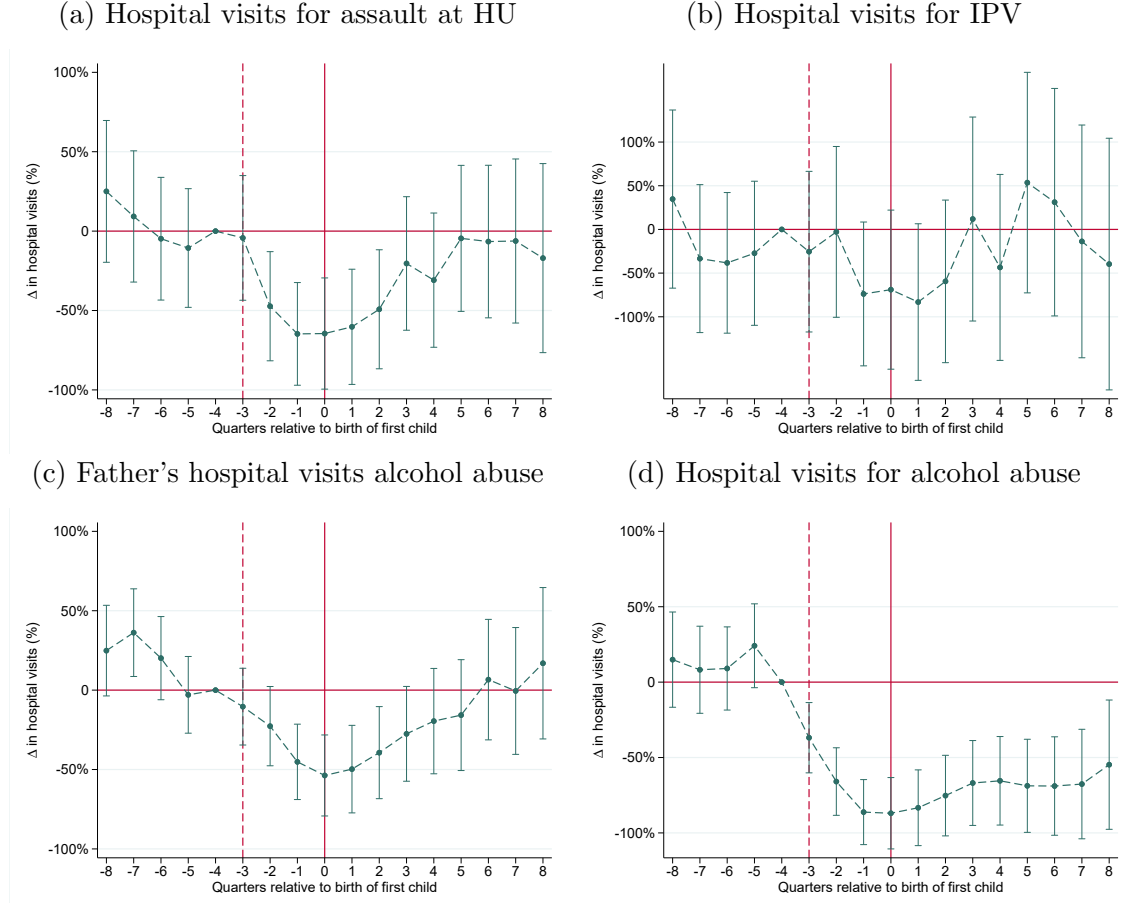 (a) Hospital visits for assault at HU
(b) Hospital visits for IPV
100%
50%
0
-50%
-100%
Δ in hospital visits (%)
-8 -7 -6 -5 -4 -3 -2 -1 0 1 2 3 4 5 6 7 8
Quarters relative to birth of first child
100%
50%
0
-50%
-100%
Δ in hospital visits (%)
-8 -7 -6 -5 -4 -3 -2 -1 0 1 2 3 4 5 6 7 8
Quarters relative to birth of first child
(c) Father's hospital visits alcohol abuse
(d) Hospital visits for alcohol abuse
100%
50%
0
-50%
-100%
Δ in hospital visits (%)
-8 -7 -6 -5 -4 -3 -2 -1 0 1 2 3 4 5 6 7 8
Quarters relative to birth of first child
100%
50%
0
-50%
-100%
Δ in hospital visits (%)
-8 -7 -6 -5 -4 -3 -2 -1 0 1 2 3 4 5 6 7 8
Quarters relative to birth of first child